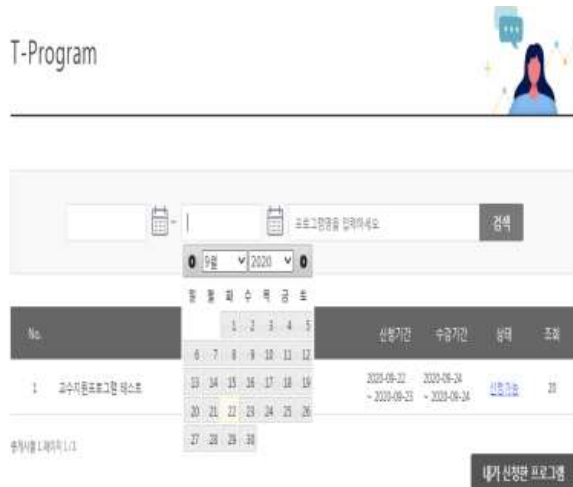 T-Program
~ 프로그램명을 입력하세요 검색
9월 2020
일 월 화 수 목 금 토
1 2 3 4 5
No. 신청기간 수강기간 상태 조회
6 7 8 9 10 11 12
1 교수지원프로그램 테스트 13 14 15 16 17 18 19 2020-09-22 ~ 2020-09-23 2020-09-24 ~ 2020-09-24 신청가능 20
20 21 22 23 24 25 26
27 28 29 30
1/1
내가 신청한 프로그램